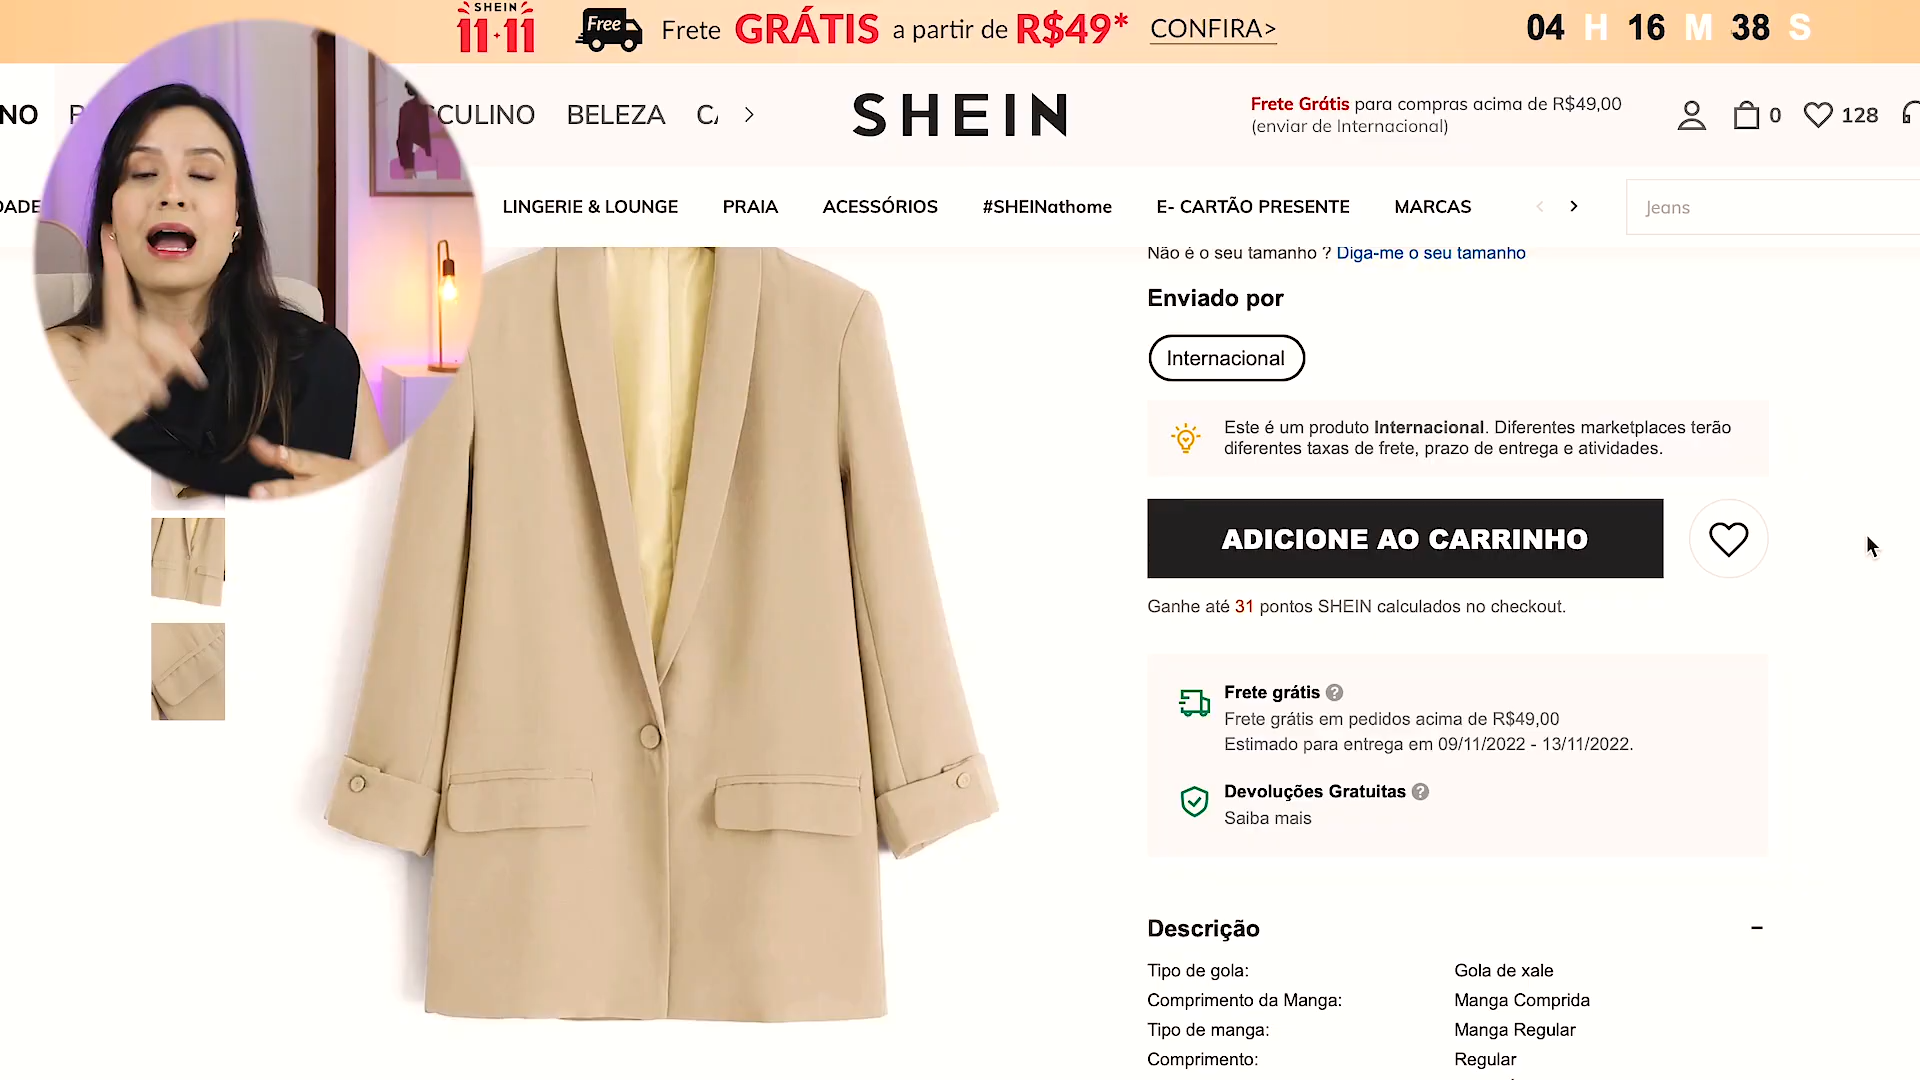 SHEIN
11·11
Free
Frete GRÁTIS a partir de R$49* CONFIRA>
04 H 16 M 38 S
NO
CULINO BELEZA
SHEIN
Frete Grátis para compras acima de R$49,00
(enviar de Internacional)
0
128
DADE
LINGERIE & LOUNGE PRAIA ACESSÓRIOS #SHEINathome E- CARTÃO PRESENTE MARCAS
Jeans
Não é o seu tamanho ? Diga-me o seu tamanho
Enviado por
Internacional
Este é um produto Internacional. Diferentes marketplaces terão
diferentes taxas de frete, prazo de entrega e atividades.
ADICIONE AO CARRINHO
Ganhe até 31 pontos SHEIN calculados no checkout.
Frete grátis ?
Frete grátis em pedidos acima de R$49,00
Estimado para entrega em 09/11/2022 - 13/11/2022.
Devoluções Gratuitas ?
Saiba mais
Descrição
Tipo de gola: Gola de xale
Comprimento da Manga: Manga Comprida
Tipo de manga: Manga Regular
Comprimento: Regular